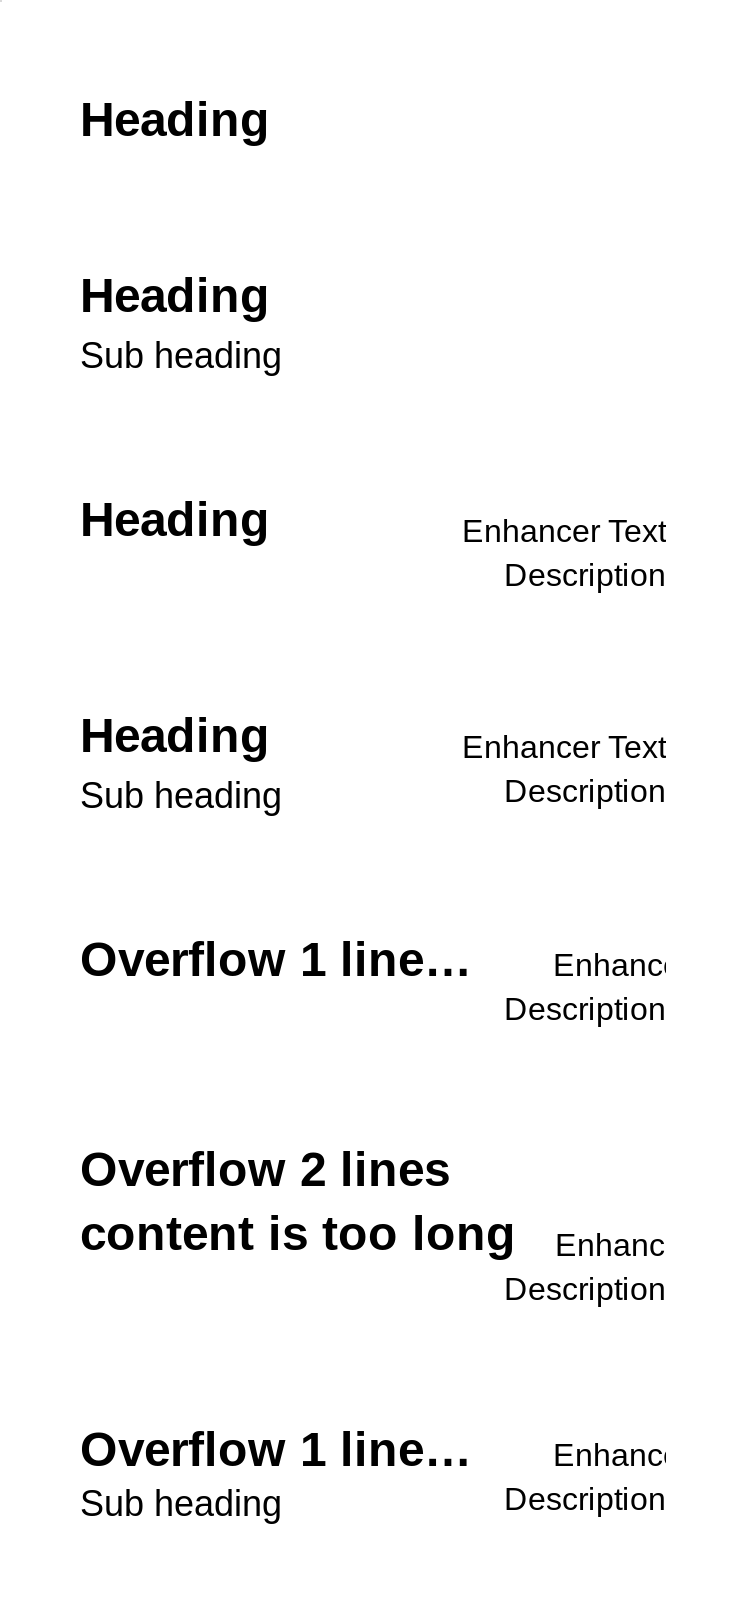 Heading
Heading
Sub heading
Heading
Enhancer Text
Description
Heading
Enhancer Text
Sub heading
Description
Overflow 1 line…
Enhanc
Description
Overflow 2 lines
content is too long
Enhanc
Description
Overflow 1 line…
Enhanc
Sub heading
Description